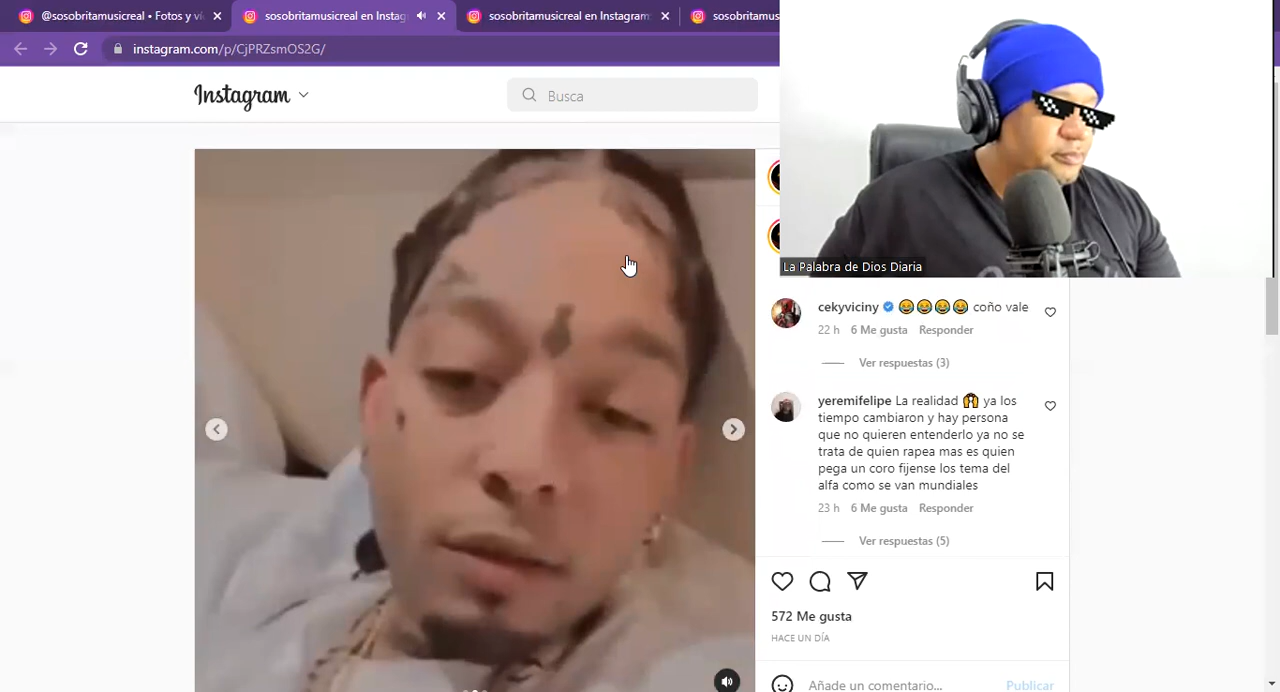 @sosobritamusicreal • Fotos y ví
sosobritamusicreal en Instag
sosobritamusicreal en Instagram:
sosobritamus
instagram.com/p/CjPRZsmOS2G/
Instagram
Busca
La Palabra de Dios Diaria
cekyviciny 😂😂😂😂 coño vale
22 h 6 Me gusta Responder
Ver respuestas (3)
yeremifelipe La realidad 🙌 ya los
tiempo cambiaron y hay persona
que no quieren entenderlo ya no se
trata de quien rapea mas es quien
pega un coro fijense los tema del
alfa como se van mundiales
23 h 6 Me gusta Responder
Ver respuestas (5)
572 Me gusta
HACE UN DÍA
Añade un comentario...
Publicar